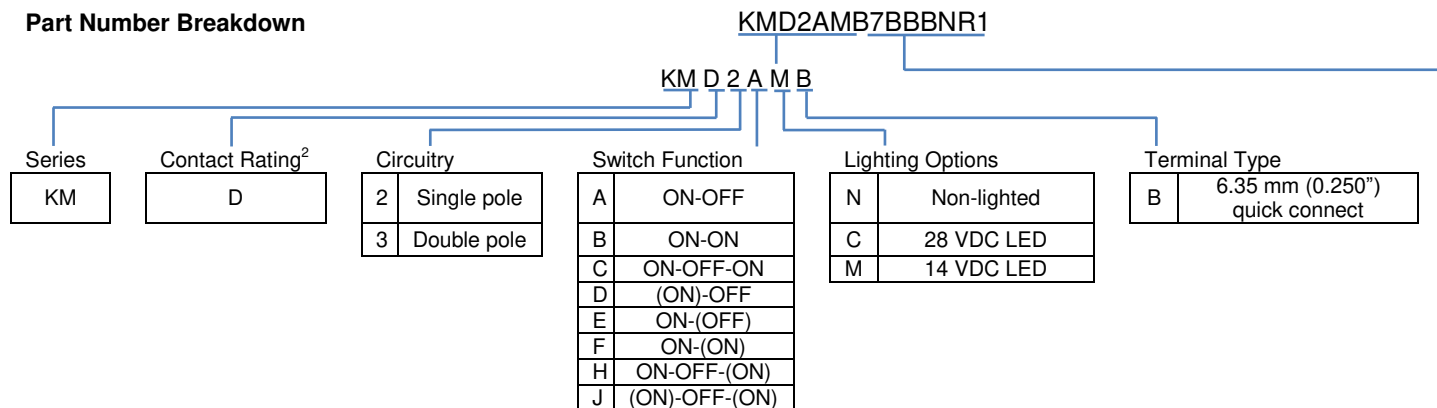 Part Number Breakdown
KMD2AMB7BBBNR1
KM D 2 A M B
Series
KM
Contact Rating2
D
Circuitry
2 Single pole
3 Double pole
Switch Function
A ON-OFF
B ON-ON
C ON-OFF-ON
D (ON)-OFF
E ON-(OFF)
F ON-(ON)
H ON-OFF-(ON)
J (ON)-OFF-(ON)
Lighting Options
N Non-lighted
C 28 VDC LED
M 14 VDC LED
Terminal Type
B 6.35 mm (0.250”)
quick connect